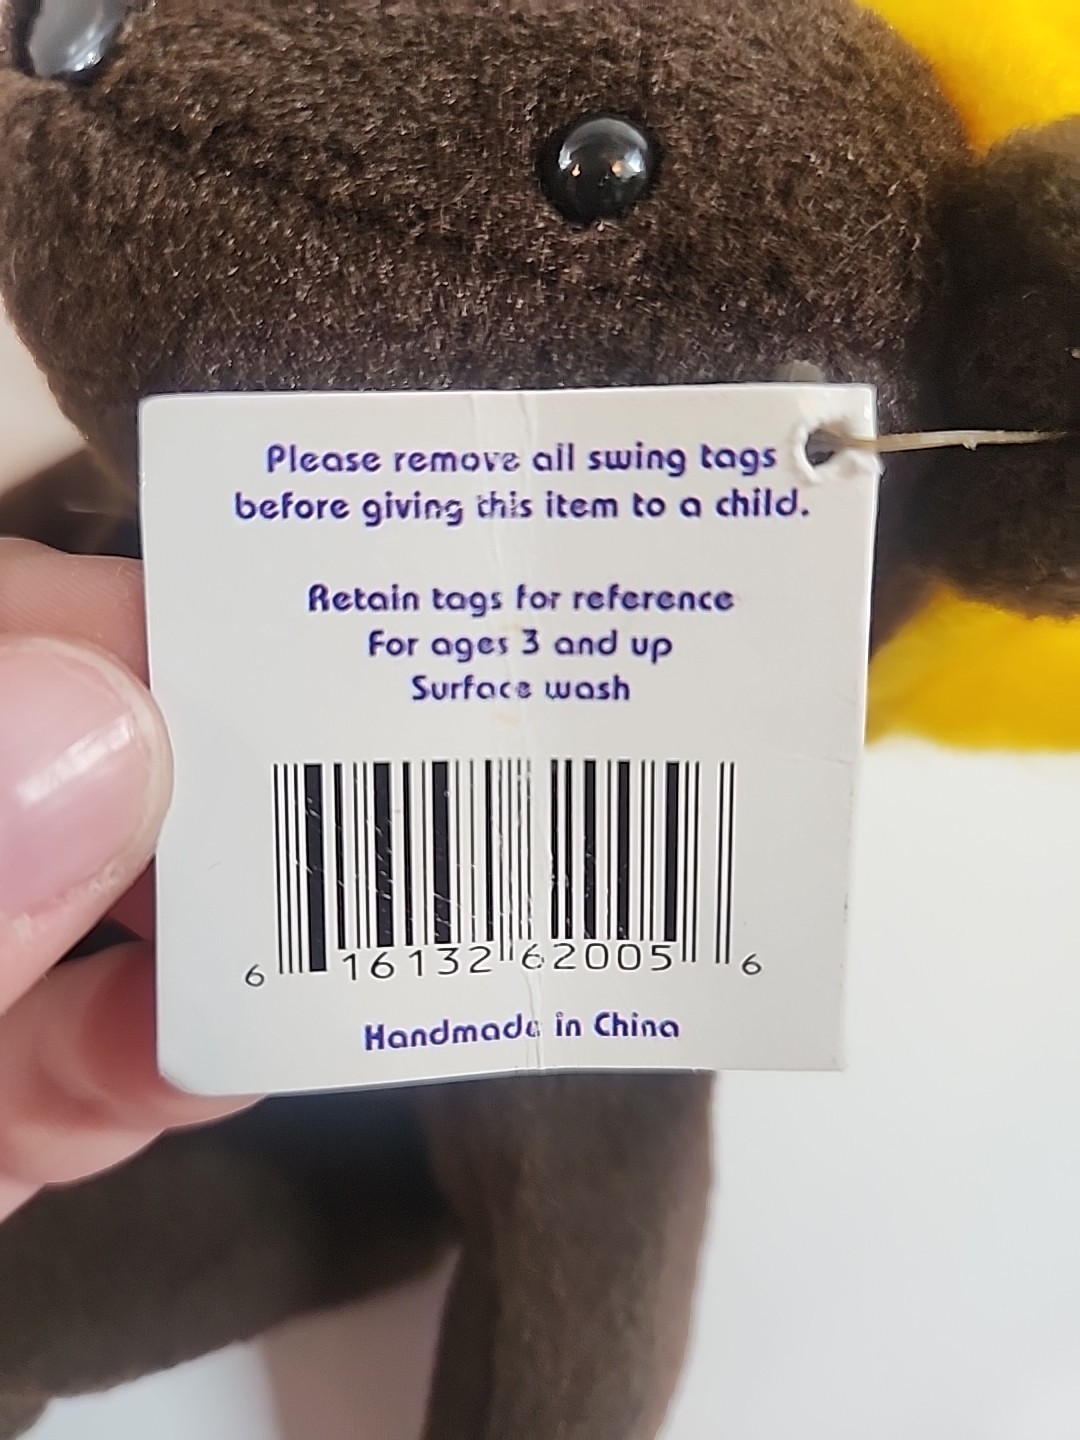 Please remove all swing tags
before giving this item to a child.
Retain tags for reference
For ages 3 and up
Surface wash
6 16132 62005 6
Handmade in China